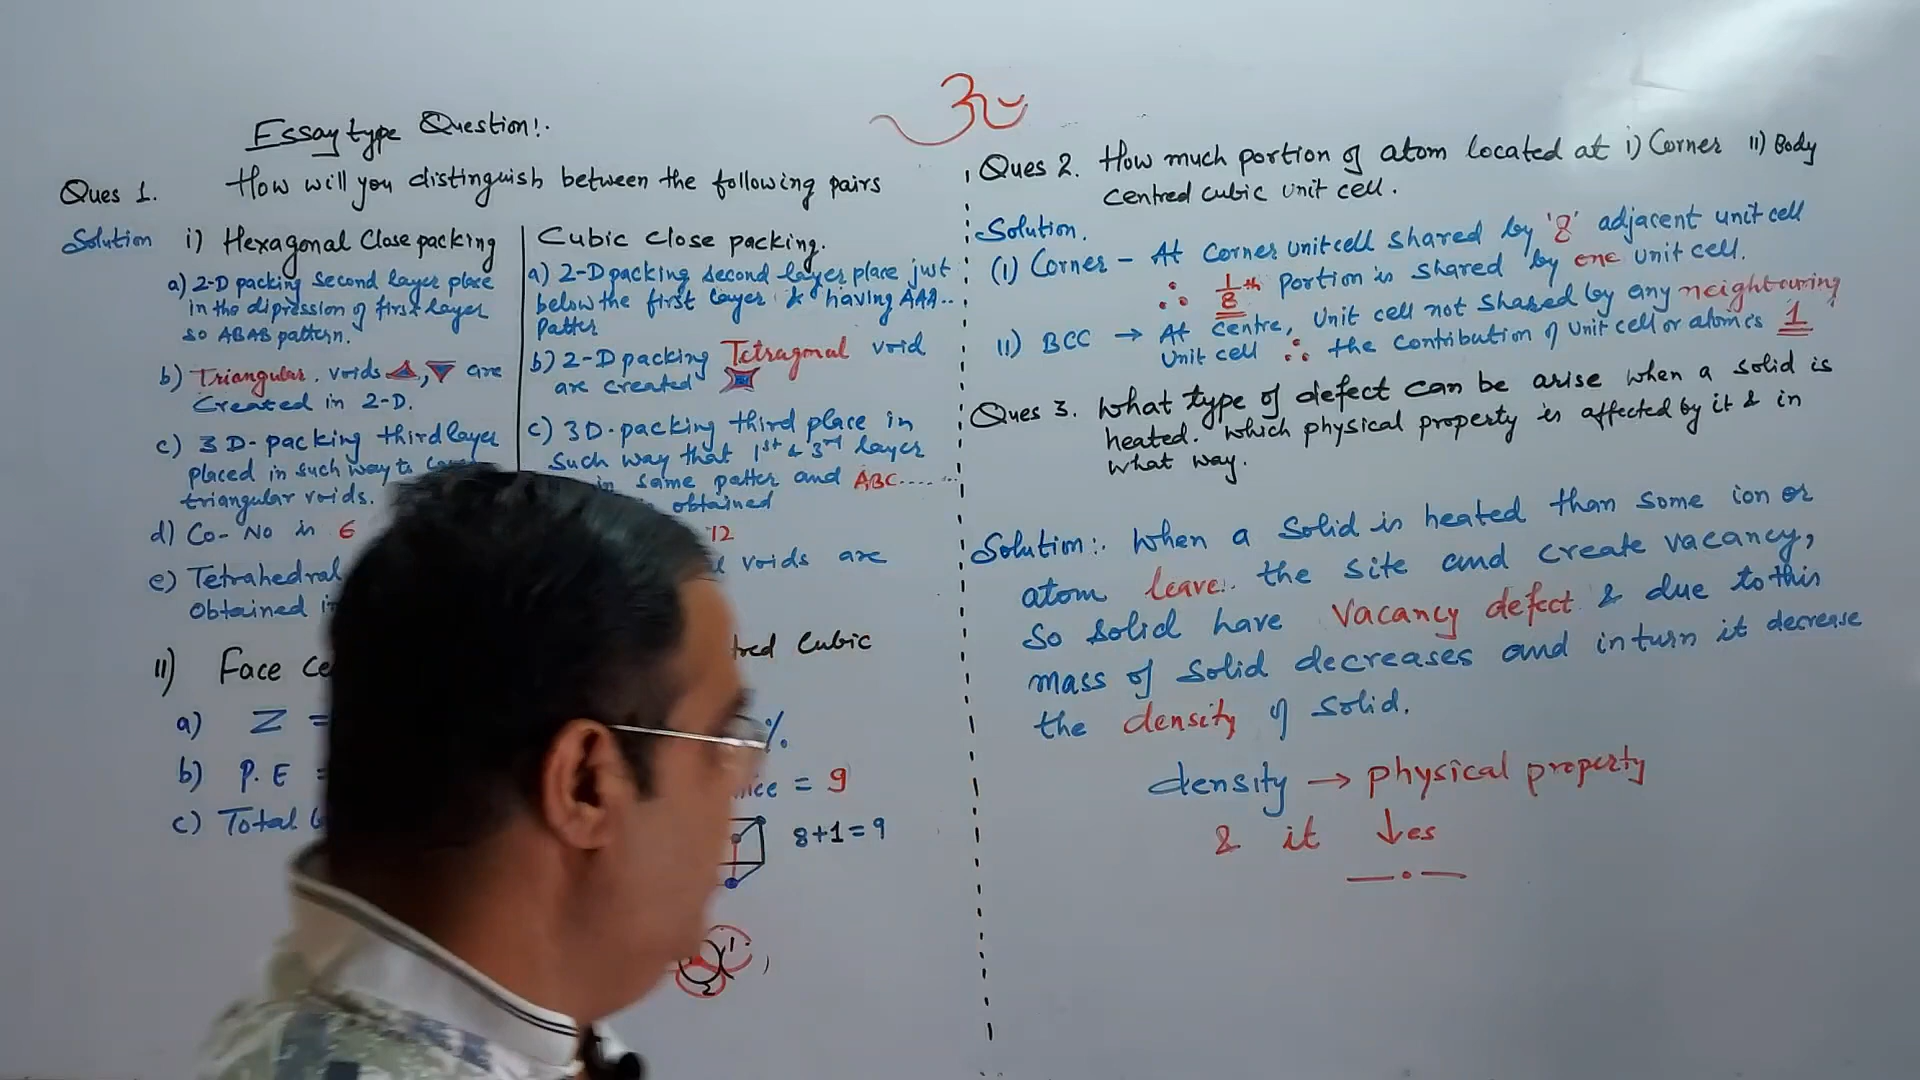 ॐ
Essay type Question:.
Ques 1. How will you distinguish between the following pairs
Solution i) Hexagonal Close packing
a) 2-D packing second layer place
in the dipression of first layer
so ABAB pattern.
b) Triangular. voids , are
Created in 2-D.
c) 3 D- packing third layer
placed in such way to
triangular voids.
d) Co- No is 6
e) Tetrahedral
obtained
Cubic close packing.
a) 2-D packing second layer place just
below the first layer & having AAA..
Patter
b) 2-D packing Tetragonal void
are created
c) 3D-packing third place in
such way that 1st & 3rd layer
in same patter and ABC.....
obtained
12
voids are
ii) Face Ce
Cubic
a) Z =
%.
b) P.E =
= 9
c) Total
8+1=9
1
2
Ques 2. How much portion of atom located at i) Corner ii) Body
centred cubic unit cell.
Solution.
(i) Corner - At corner unit cell shared by '8' adjacent unit cell
∴ 1/8 th portion is shared by one unit cell.
ii) BCC → At centre, Unit cell not shared by any neighbouring
Unit cell ∴ the contribution of unit cell or atom is 1
Ques 3. What type of defect can be arise when a solid is
heated. which physical property is affected by it & in
what way.
Solution:. When a solid is heated than some ion or
atom leave.. the site and create vacancy,
so solid have vacancy defect & due to this
mass of solid decreases and in turn it decrease
the density of solid.
density → physical property
& it ↓es